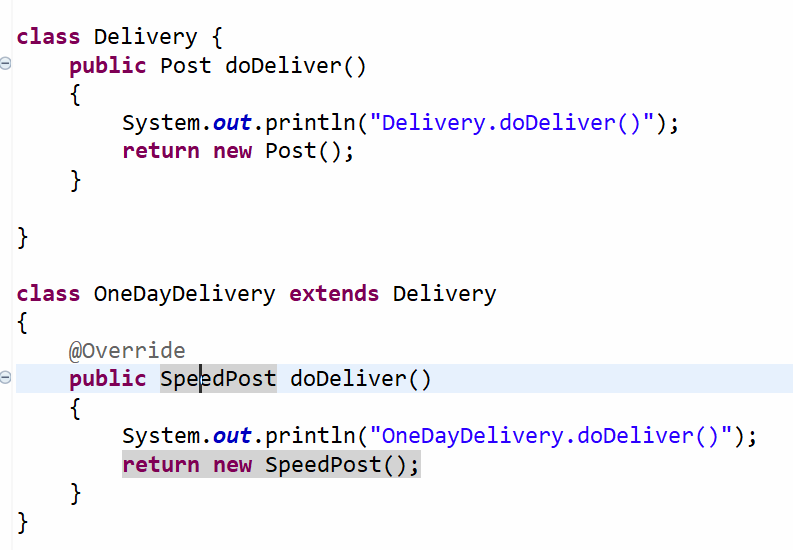 class Delivery {
public Post doDeliver()
{
System.out.println("Delivery.doDeliver()");
return new Post();
}
}
class OneDayDelivery extends Delivery
{
@Override
public SpeedPost doDeliver()
{
System.out.println("OneDayDelivery.doDeliver()");
return new SpeedPost();
}
}